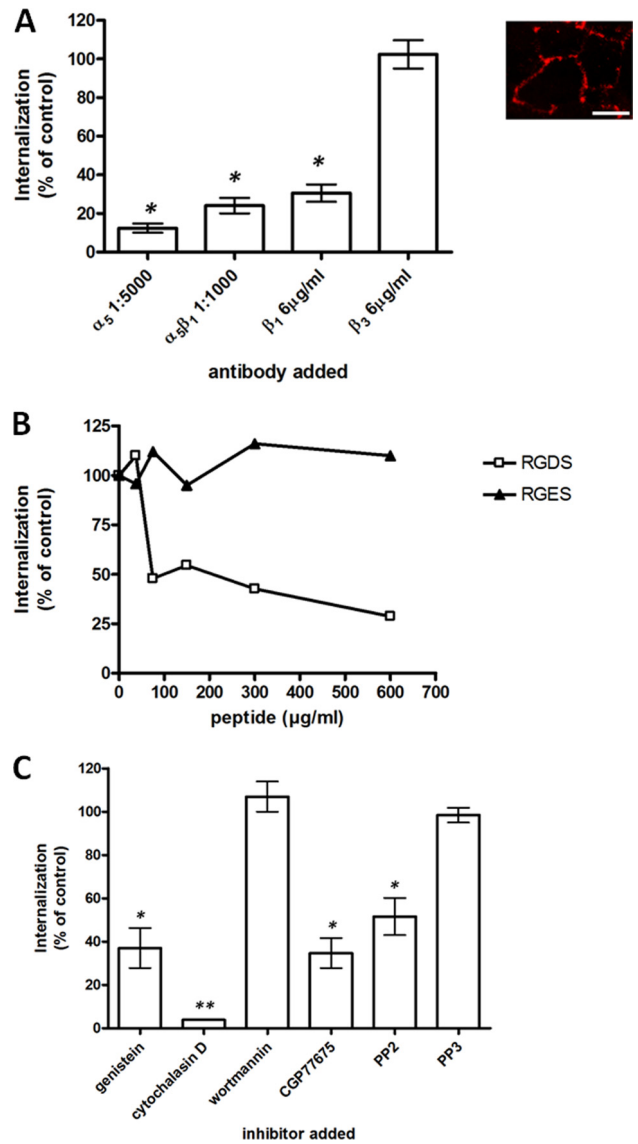 A
Internalization
(% of control)
120
100
80
60
40
20
0
*
*
*
α5 1:5000
α5β1 1:1000
β1 6μg/ml
β3 6μg/ml
antibody added
B
Internalization
(% of control)
125
100
75
50
25
0
0 100 200 300 400 500 600 700
peptide (μg/ml)
RGDS
RGES
C
Internalization
(% of control)
120
100
80
60
40
20
0
*
**
*
*
genistein
cytochalasin D
wortmannin
CGP77675
PP2
PP3
inhibitor added